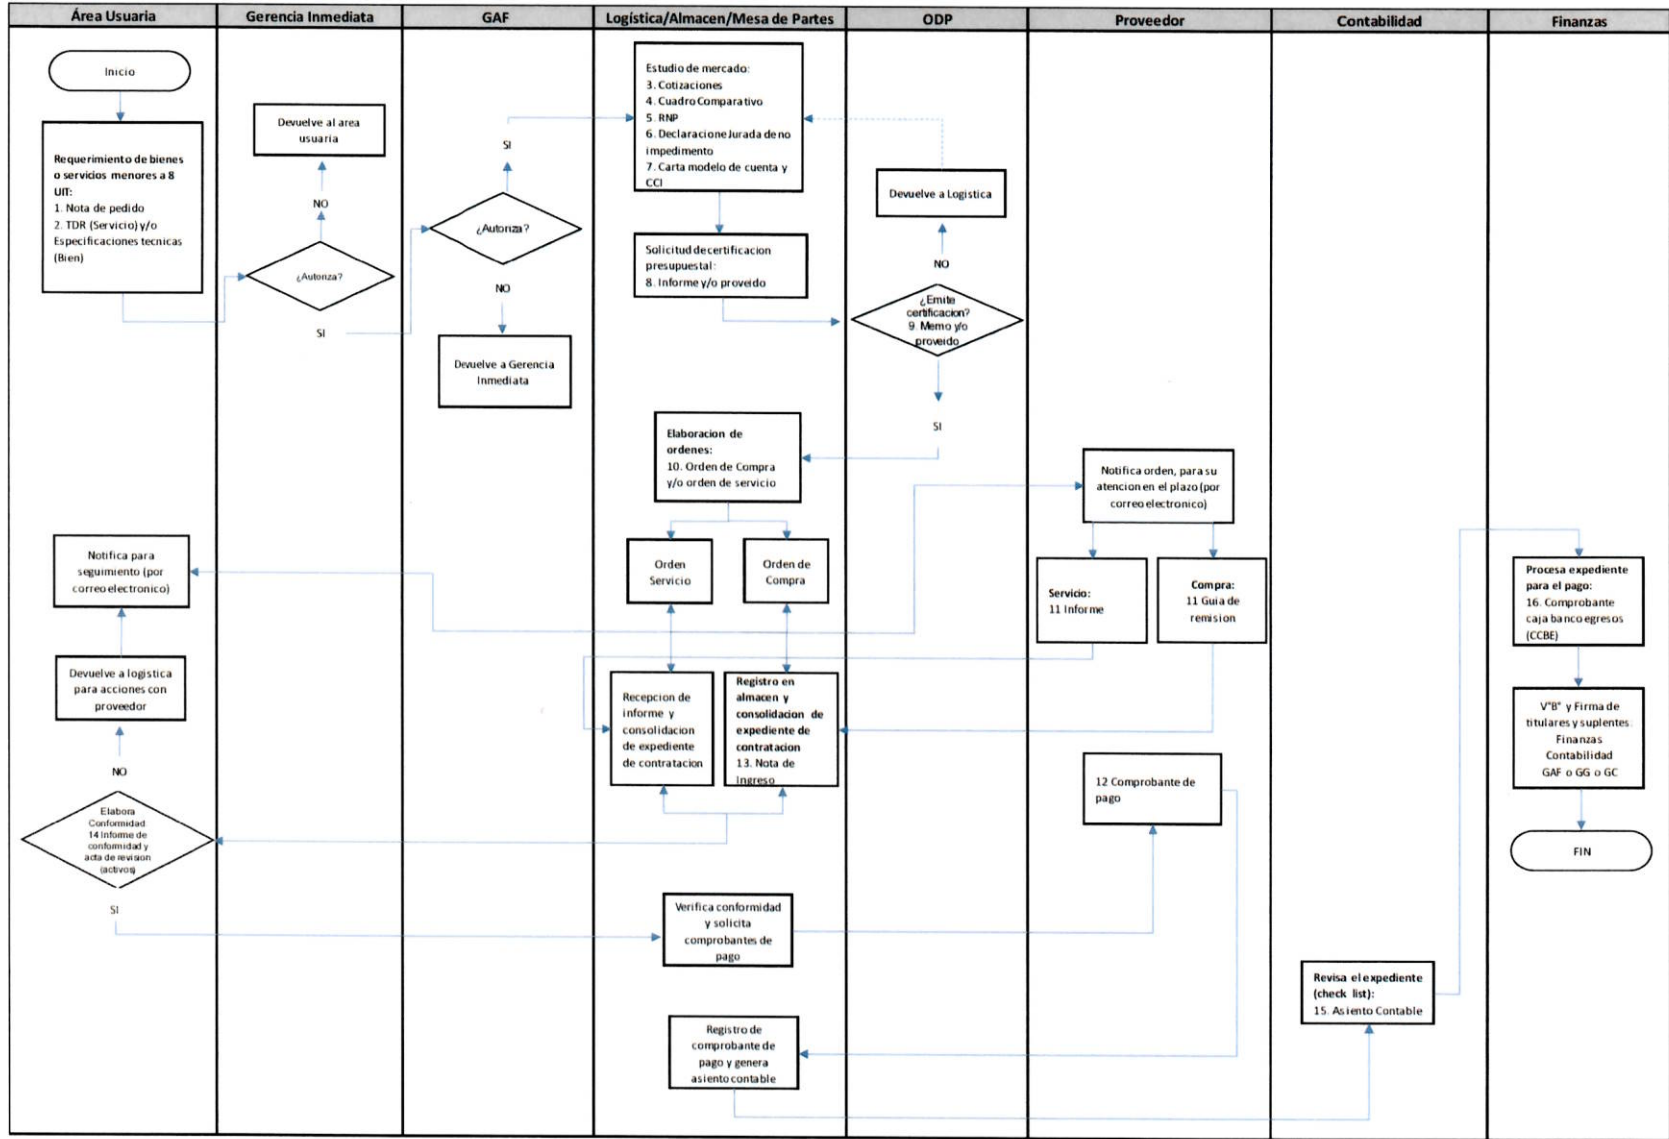 Área Usuaria
Gerencia Inmediata
GAF
Logística/Almacen/Mesa de Partes
ODP
Proveedor
Contabilidad
Finanzas
Inicio
Requerimiento de bienes
o servicios menores a 8
UIT:
1. Nota de pedido
2. TDR (Servicio) y/o
Especificaciones tecnicas
(Bien)
Devuelve al area
usuaria
NO
¿Autoriza?
SI
SI
¿Autoriza?
NO
Devuelve a Gerencia
Inmediata
Estudio de mercado:
3. Cotizaciones
4. Cuadro Comparativo
5. RNP
6. Declaracione Jurada de no
impedimento
7. Carta modelo de cuenta y
CCI
Solicitud de certificacion
presupuestal:
8. Informe y/o proveido
Devuelve a Logistica
NO
¿Emite
certificacion?
9. Memo y/o
proveido
SI
Elaboracion de
ordenes:
10. Orden de Compra
y/o orden de servicio
Orden
Servicio
Orden de
Compra
Notifica orden, para su
atencion en el plazo (por
correo electronico)
Servicio:
11 Informe
Compra:
11 Guia de
remision
Notifica para
seguimiento (por
correo electronico)
Devuelve a logistica
para acciones con
proveedor
NO
Elabora
Conformidad
14 Informe de
conformidad y
acta de revision
(activos)
SI
Recepcion de
informe y
consolidacion
de expediente
de contratacion
Registro en
almacen y
consolidacion de
expediente de
contratacion
13. Nota de
Ingreso
12 Comprobante de
pago
Verifica conformidad
y solicita
comprobantes de
pago
Registro de
comprobante de
pago y genera
asiento contable
Revisa el expediente
(check list):
15. Asiento Contable
Procesa expediente
para el pago:
16. Comprobante
caja banco egresos
(CCBE)
V°B° y Firma de
titulares y suplentes:
Finanzas
Contabilidad
GAF o GG o GC
FIN